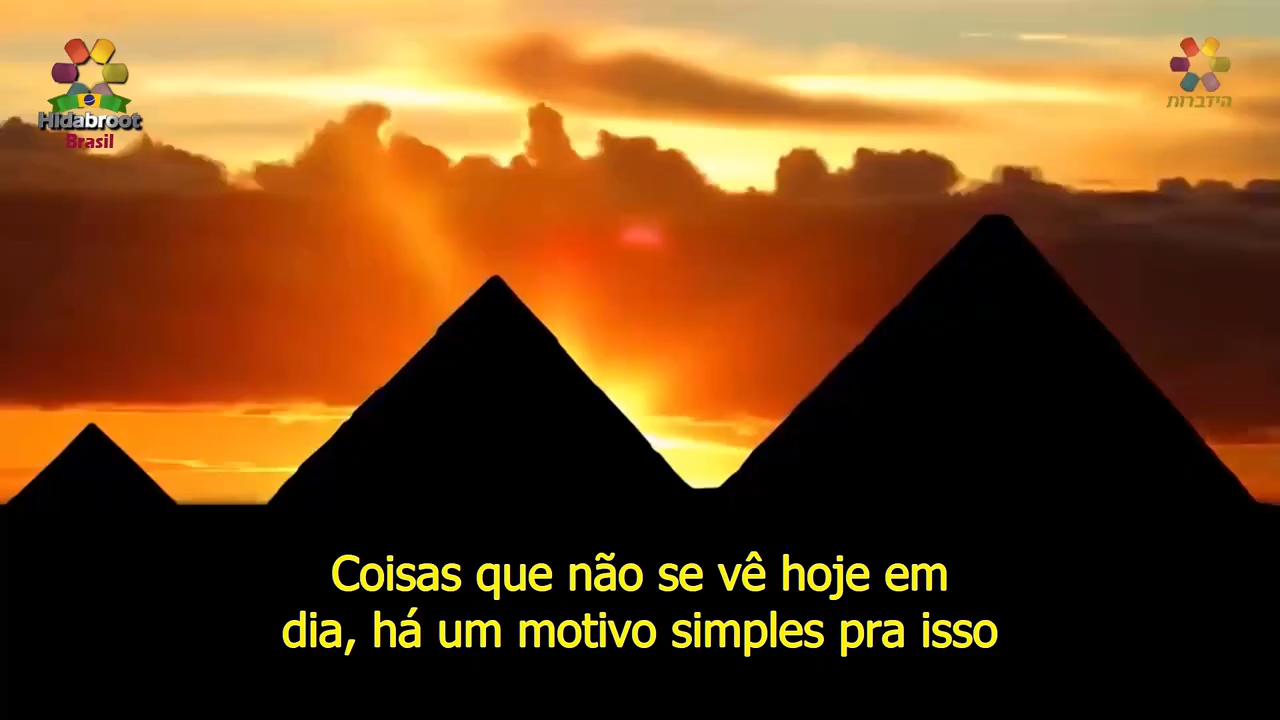 Hidabroot
Brasil
הידברות
Coisas que não se vê hoje em
dia, há um motivo simples pra isso